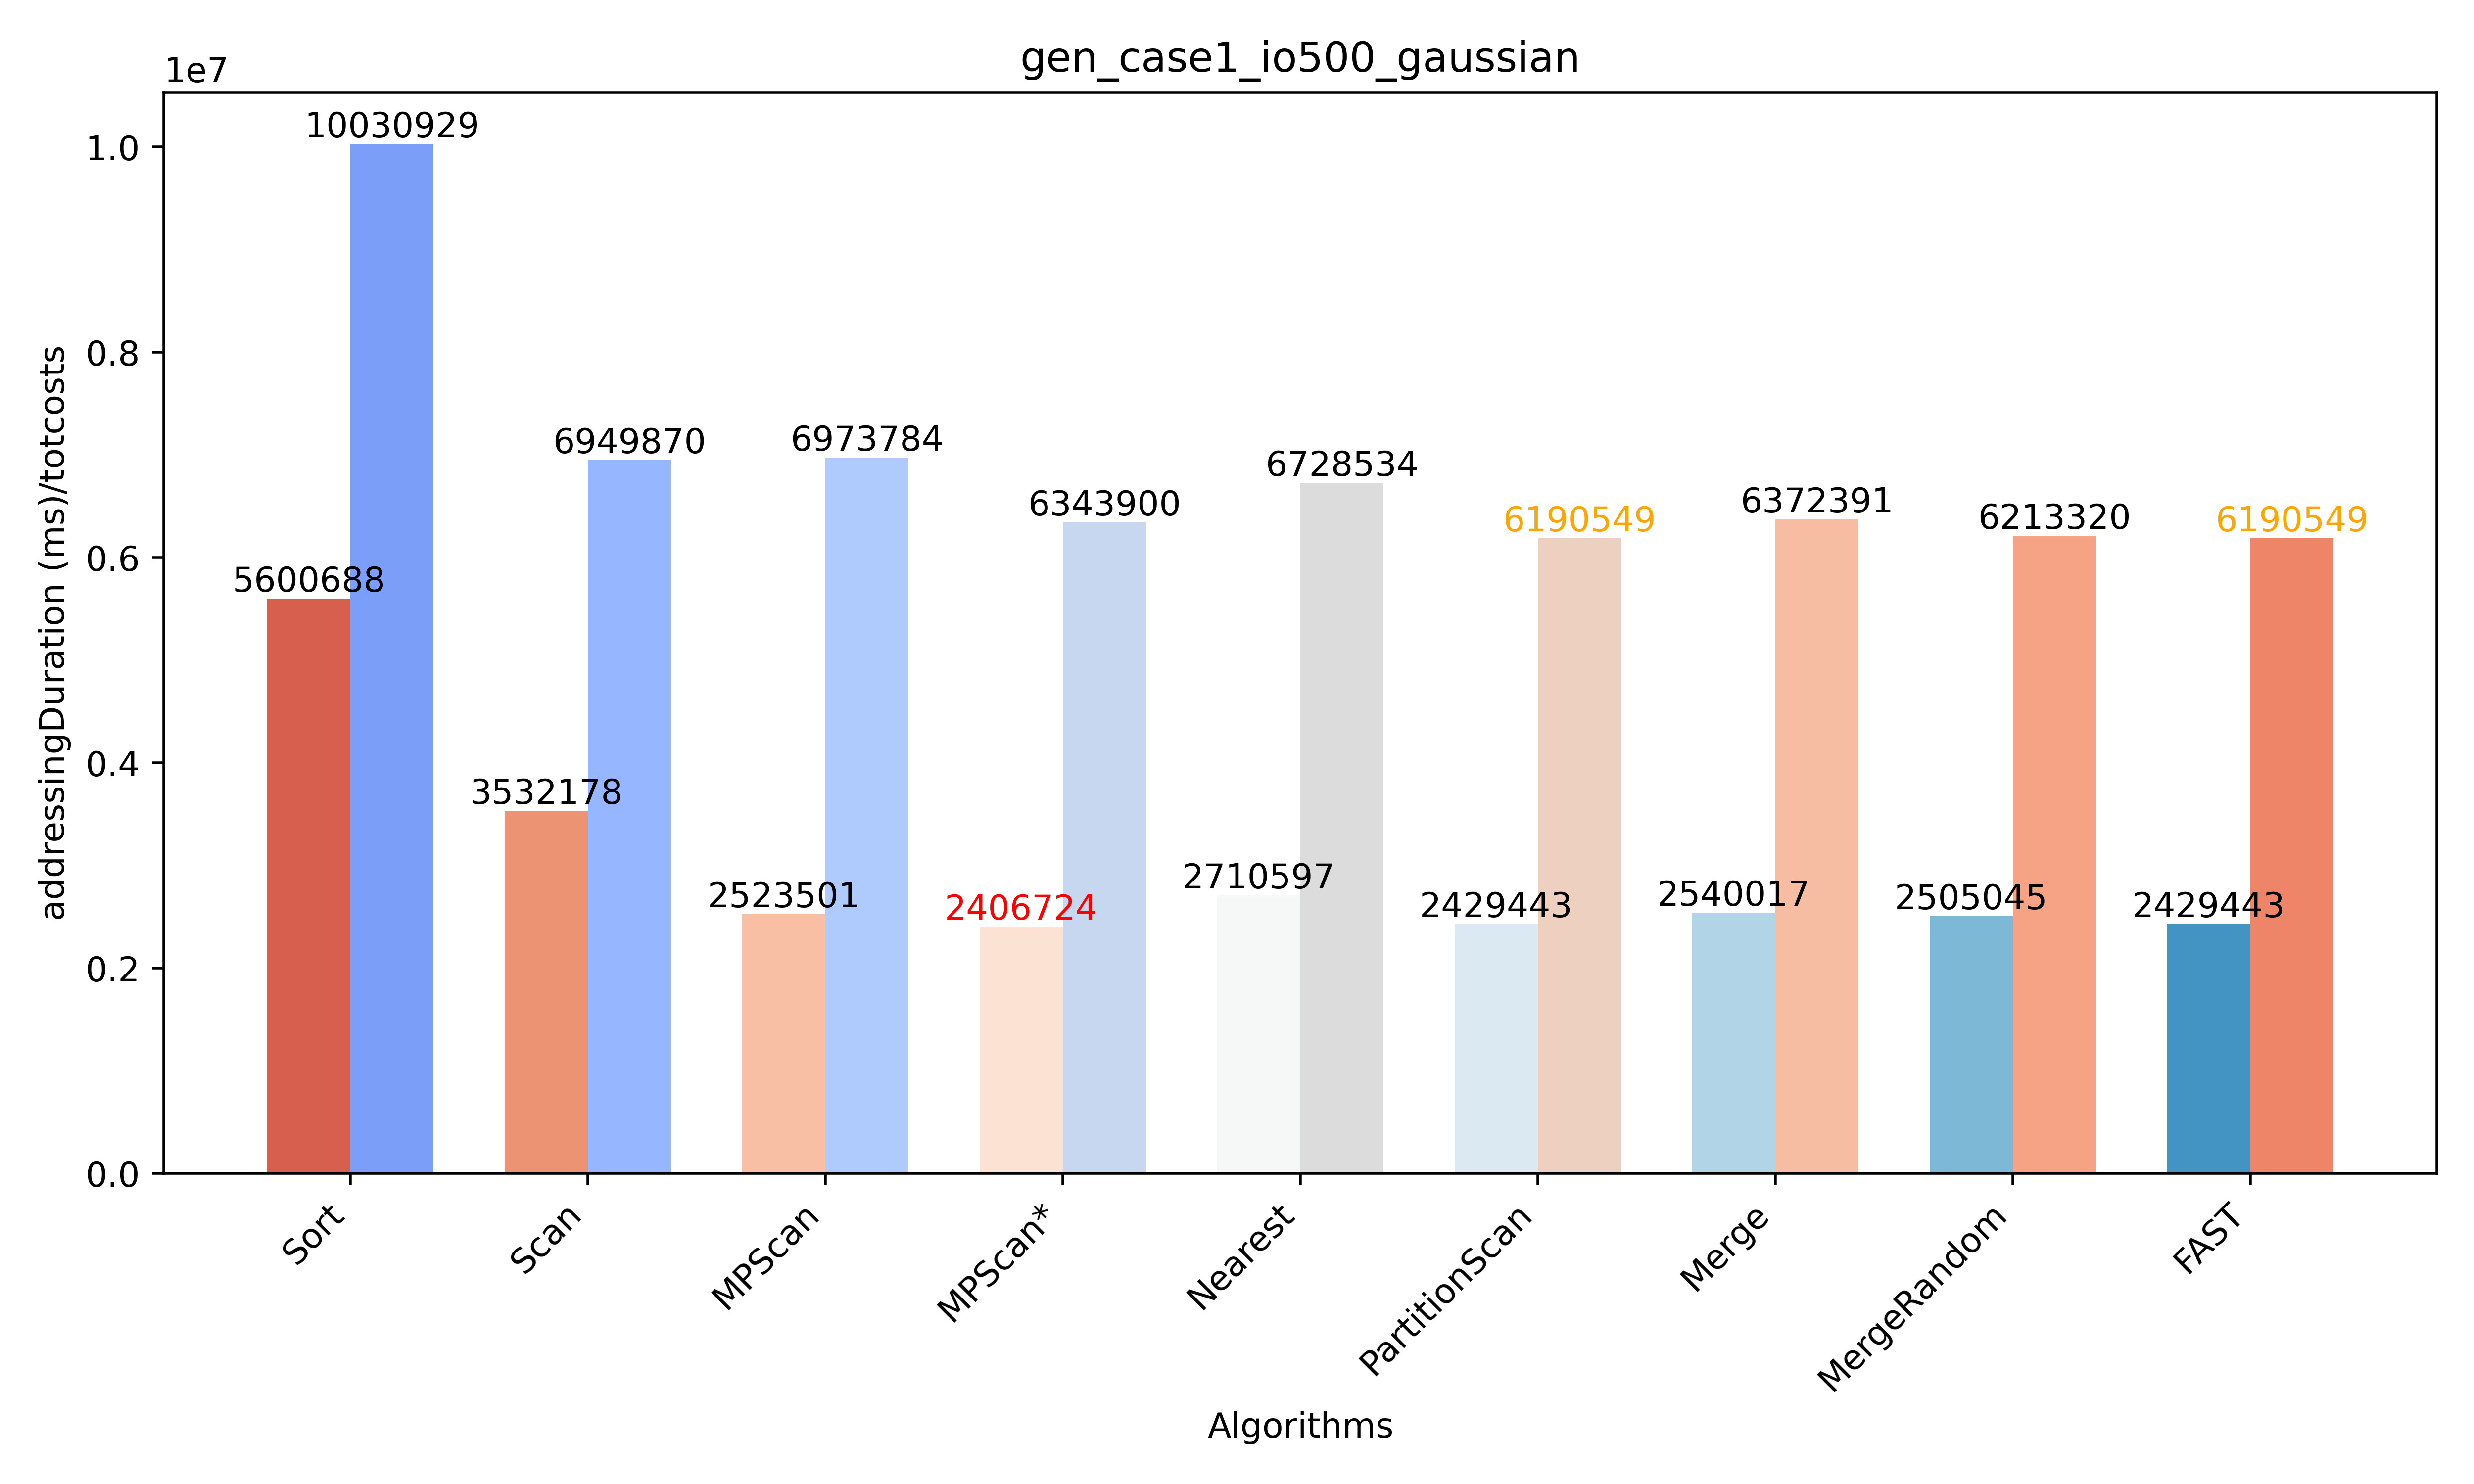 gen_case1_io500_gaussian
1e7
addressingDuration (ms)/totcosts
1.0
0.8
0.6
0.4
0.2
0.0
5600688
10030929
3532178
6949870
2523501
6973784
2406724
6343900
2710597
6728534
2429443
6190549
2540017
6372391
2505045
6213320
2429443
6190549
Sort
Scan
MPScan
MPScan*
Nearest
PartitionScan
Merge
MergeRandom
FAST
Algorithms